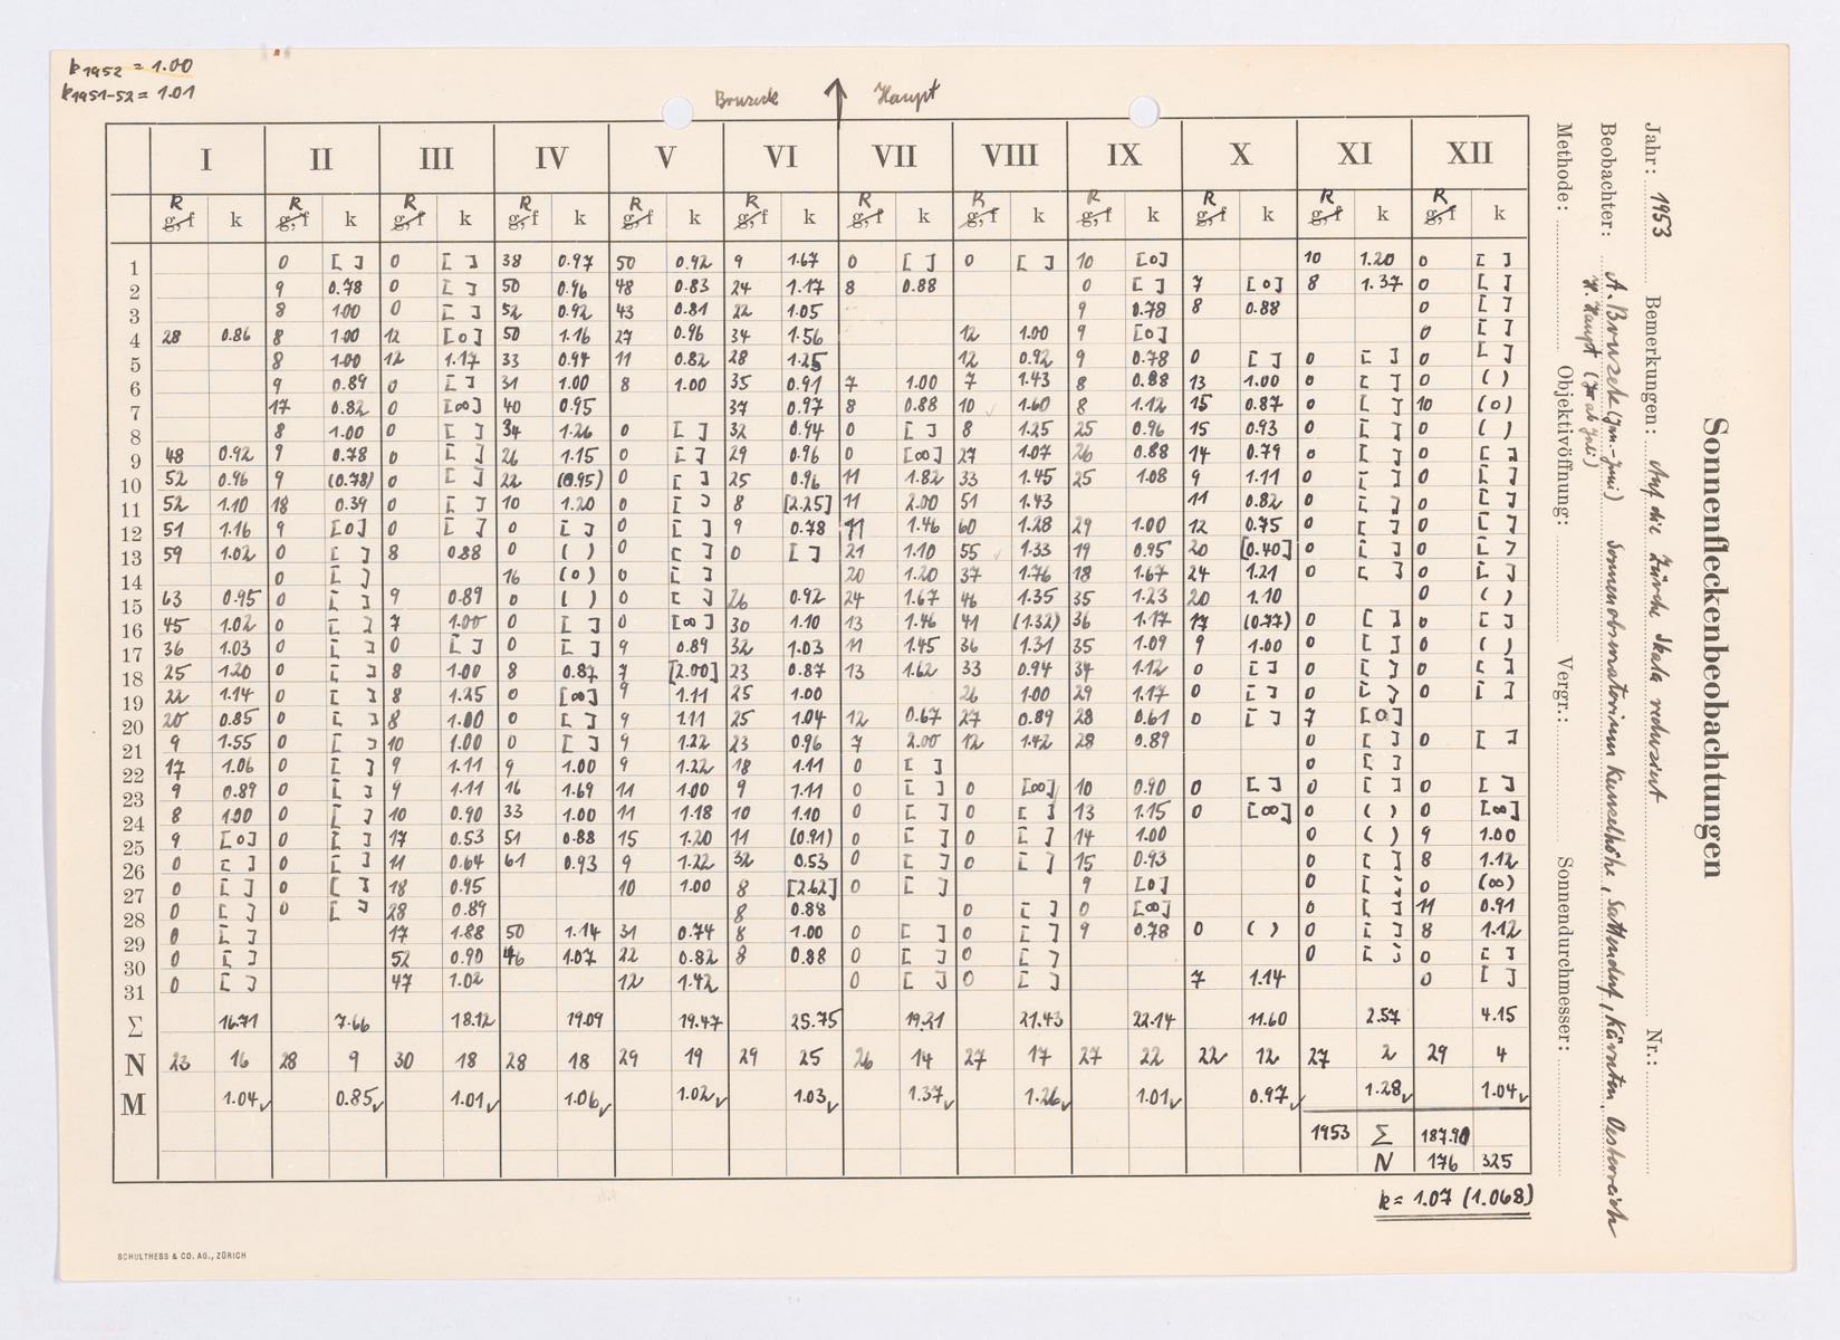 k1952 = 1.00
k1951-52 = 1.01
Bruzek ↑ Haupt
I II III IV V VI VII VIII IX X XI XII
R R R R R R R R R R R R
g,f k g,f k g,f k g,f k g,f k g,f k g,f k g,f k g,f k g,f k g,f k g,f k
1 0 [ ] 0 [ ] 38 0.97 50 0.92 9 1.67 0 [ ] 0 [ ] 10 [0] 10 1.20 0 [ ]
2 9 0.78 0 [ ] 50 0.96 48 0.83 24 1.17 8 0.88 0 [ ] 7 [0] 8 1.37 0 [ ]
3 8 1.00 0 [ ] 52 0.92 43 0.81 22 1.05 9 0.78 8 0.88 0 [ ]
4 28 0.86 8 1.00 12 [0] 50 1.16 27 0.96 34 1.56 12 1.00 9 [0] 0 [ ]
5 8 1.00 12 1.17 33 0.94 11 0.82 28 1.25 12 0.92 9 0.78 0 [ ] 0 [ ] 0 [ ]
6 9 0.89 0 [ ] 31 1.00 8 1.00 35 0.91 7 1.00 7 1.43 8 0.88 13 1.00 0 [ ] 0 ( )
7 17 0.82 0 [∞] 40 0.95 37 0.97 8 0.88 10 1.60 8 1.12 15 0.87 0 [ ] 10 (0)
8 8 1.00 0 [ ] 34 1.26 0 [ ] 32 0.94 0 [ ] 8 1.25 25 0.96 15 0.93 0 [ ] 0 ( )
9 48 0.92 9 0.78 0 [ ] 26 1.15 0 [ ] 29 0.96 0 [∞] 27 1.07 26 0.88 14 0.79 0 [ ] 0 [ ]
10 52 0.96 9 (0.78) 0 [ ] 22 (0.95) 0 [ ] 25 0.96 11 1.82 33 1.45 25 1.08 9 1.11 0 [ ] 0 [ ]
11 52 1.10 18 0.39 0 [ ] 10 1.20 0 [ ] 8 [2.25] 11 2.00 51 1.43 11 0.82 0 [ ] 0 [ ]
12 51 1.16 9 [0] 0 [ ] 0 [ ] 0 [ ] 9 0.78 11 1.46 60 1.28 29 1.00 12 0.75 0 [ ] 0 [ ]
13 59 1.02 0 [ ] 8 0.88 0 ( ) 0 [ ] 0 [ ] 21 1.10 55 1.33 19 0.95 20 [0.40] 0 [ ] 0 [ ]
14 0 [ ] 16 (0) 0 [ ] 20 1.20 37 1.76 18 1.67 24 1.21 0 [ ] 0 [ ]
15 63 0.95 0 [ ] 9 0.89 0 ( ) 0 [ ] 26 0.92 24 1.67 46 1.35 35 1.23 20 1.10 0 ( )
16 45 1.02 0 [ ] 7 1.00 0 [ ] 0 [∞] 30 1.10 13 1.46 41 (1.32) 36 1.17 17 (0.77) 0 [ ] 0 [ ]
17 36 1.03 0 [ ] 0 [ ] 0 [ ] 9 0.89 32 1.03 11 1.45 36 1.31 35 1.09 9 1.00 0 [ ] 0 ( )
18 25 1.20 0 [ ] 8 1.00 8 0.87 7 [2.00] 23 0.87 13 1.62 33 0.94 34 1.12 0 [ ] 0 [ ] 0 [ ]
19 22 1.14 0 [ ] 8 1.25 0 [∞] 9 1.11 25 1.00 26 1.00 29 1.17 0 [ ] 0 [ ] 0 [ ]
20 20 0.85 0 [ ] 8 1.00 0 [ ] 9 1.11 25 1.04 12 0.67 27 0.89 28 0.61 0 [ ] 7 [0]
21 9 1.55 0 [ ] 10 1.00 0 [ ] 9 1.22 23 0.96 7 2.00 12 1.42 28 0.89 0 [ ] 0 [ ]
22 17 1.06 0 [ ] 9 1.11 9 1.00 9 1.22 18 1.11 0 [ ] 0 [ ]
23 9 0.89 0 [ ] 9 1.11 16 1.69 11 1.00 9 1.11 0 [ ] 0 [∞] 10 0.90 0 [ ] 0 [ ] 0 [ ]
24 8 1.00 0 [ ] 10 0.90 33 1.00 11 1.18 10 1.10 0 [ ] 0 [ ] 13 1.15 0 [∞] 0 ( ) 0 [∞]
25 9 [0] 0 [ ] 17 0.53 51 0.88 15 1.20 11 (0.91) 0 [ ] 0 [ ] 14 1.00 0 ( ) 9 1.00
26 0 [ ] 0 [ ] 11 0.64 61 0.93 9 1.22 32 0.53 0 [ ] 0 [ ] 15 0.93 0 [ ] 8 1.12
27 0 [ ] 0 [ ] 18 0.95 10 1.00 8 [2.62] 0 [ ] 9 [0] 0 [ ] 0 (∞)
28 0 [ ] 0 [ ] 28 0.89 8 0.88 0 [ ] 0 [∞] 0 [ ] 11 0.91
29 0 [ ] 17 1.88 50 1.14 31 0.74 8 1.00 0 [ ] 0 [ ] 9 0.78 0 ( ) 0 [ ] 8 1.12
30 0 [ ] 52 0.90 46 1.07 22 0.82 8 0.88 0 [ ] 0 [ ] 0 [ ] 0 [ ]
31 0 [ ] 47 1.02 12 1.42 0 [ ] 0 [ ] 7 1.14 0 [ ]
Σ 16.71 7.66 18.12 19.09 19.47 25.75 19.21 21.43 22.14 11.60 2.57 4.15
N 23 16 28 9 30 18 28 18 29 19 29 25 26 14 27 17 27 22 22 12 27 2 29 4
M 1.04✓ 0.85✓ 1.01✓ 1.06✓ 1.02✓ 1.03✓ 1.37✓ 1.26✓ 1.01✓ 0.97✓ 1.28✓ 1.04✓
1953 Σ 187.90
N 176 325
k = 1.07 (1.068)
SCHULTHESS & CO. AG., ZÜRICH
Sonnenfleckenbeobachtungen
Jahr: 1953 Bemerkungen: Auf die Zürcher Skala reduziert Nr.:
Beobachter: A. Bruzek (Jan.-Juni) Sonnenobservatorium Kanzelhöhe, Sattendorf, Kärnten, Oesterreich
H. Haupt (ab Juli)
Methode: Objektivöffnung: Vergr.: Sonnendurchmesser: